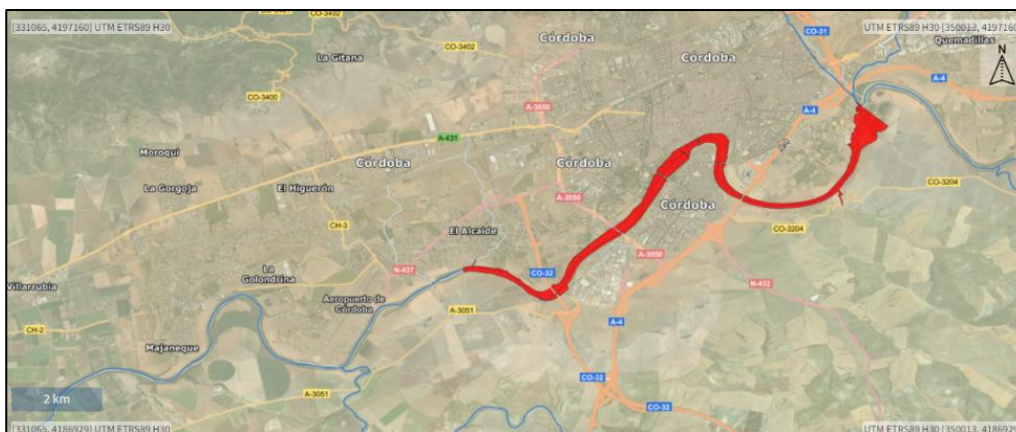 [331065, 4197160] UTM ETRS89 H30
CO-3402
CO-31
UTM ETRS89 H30 [350013, 4197160]
Córdoba
Quemadillas
CO-3402
La Gitana
Córdoba
N
A-4
A-4
CO-3400
A-3050
A-4
A-431
Moroqui
Córdoba
Córdoba
La Gorgoja
El Higuerón
CO-3204
A-3050
Córdoba
CH-3
CO-3204
El Alcaide
A-3050
La
Golondrina
N-437
CO-32
N-432
Villarrubia
Aeropuerto de
Córdoba
A-3051
A-4
CH-2
Majaneque
CO-32
2 km
A-3051
CO-32
[331065, 4186929] UTM ETRS89 H30
UTM ETRS89 H30 [350013, 4186929]